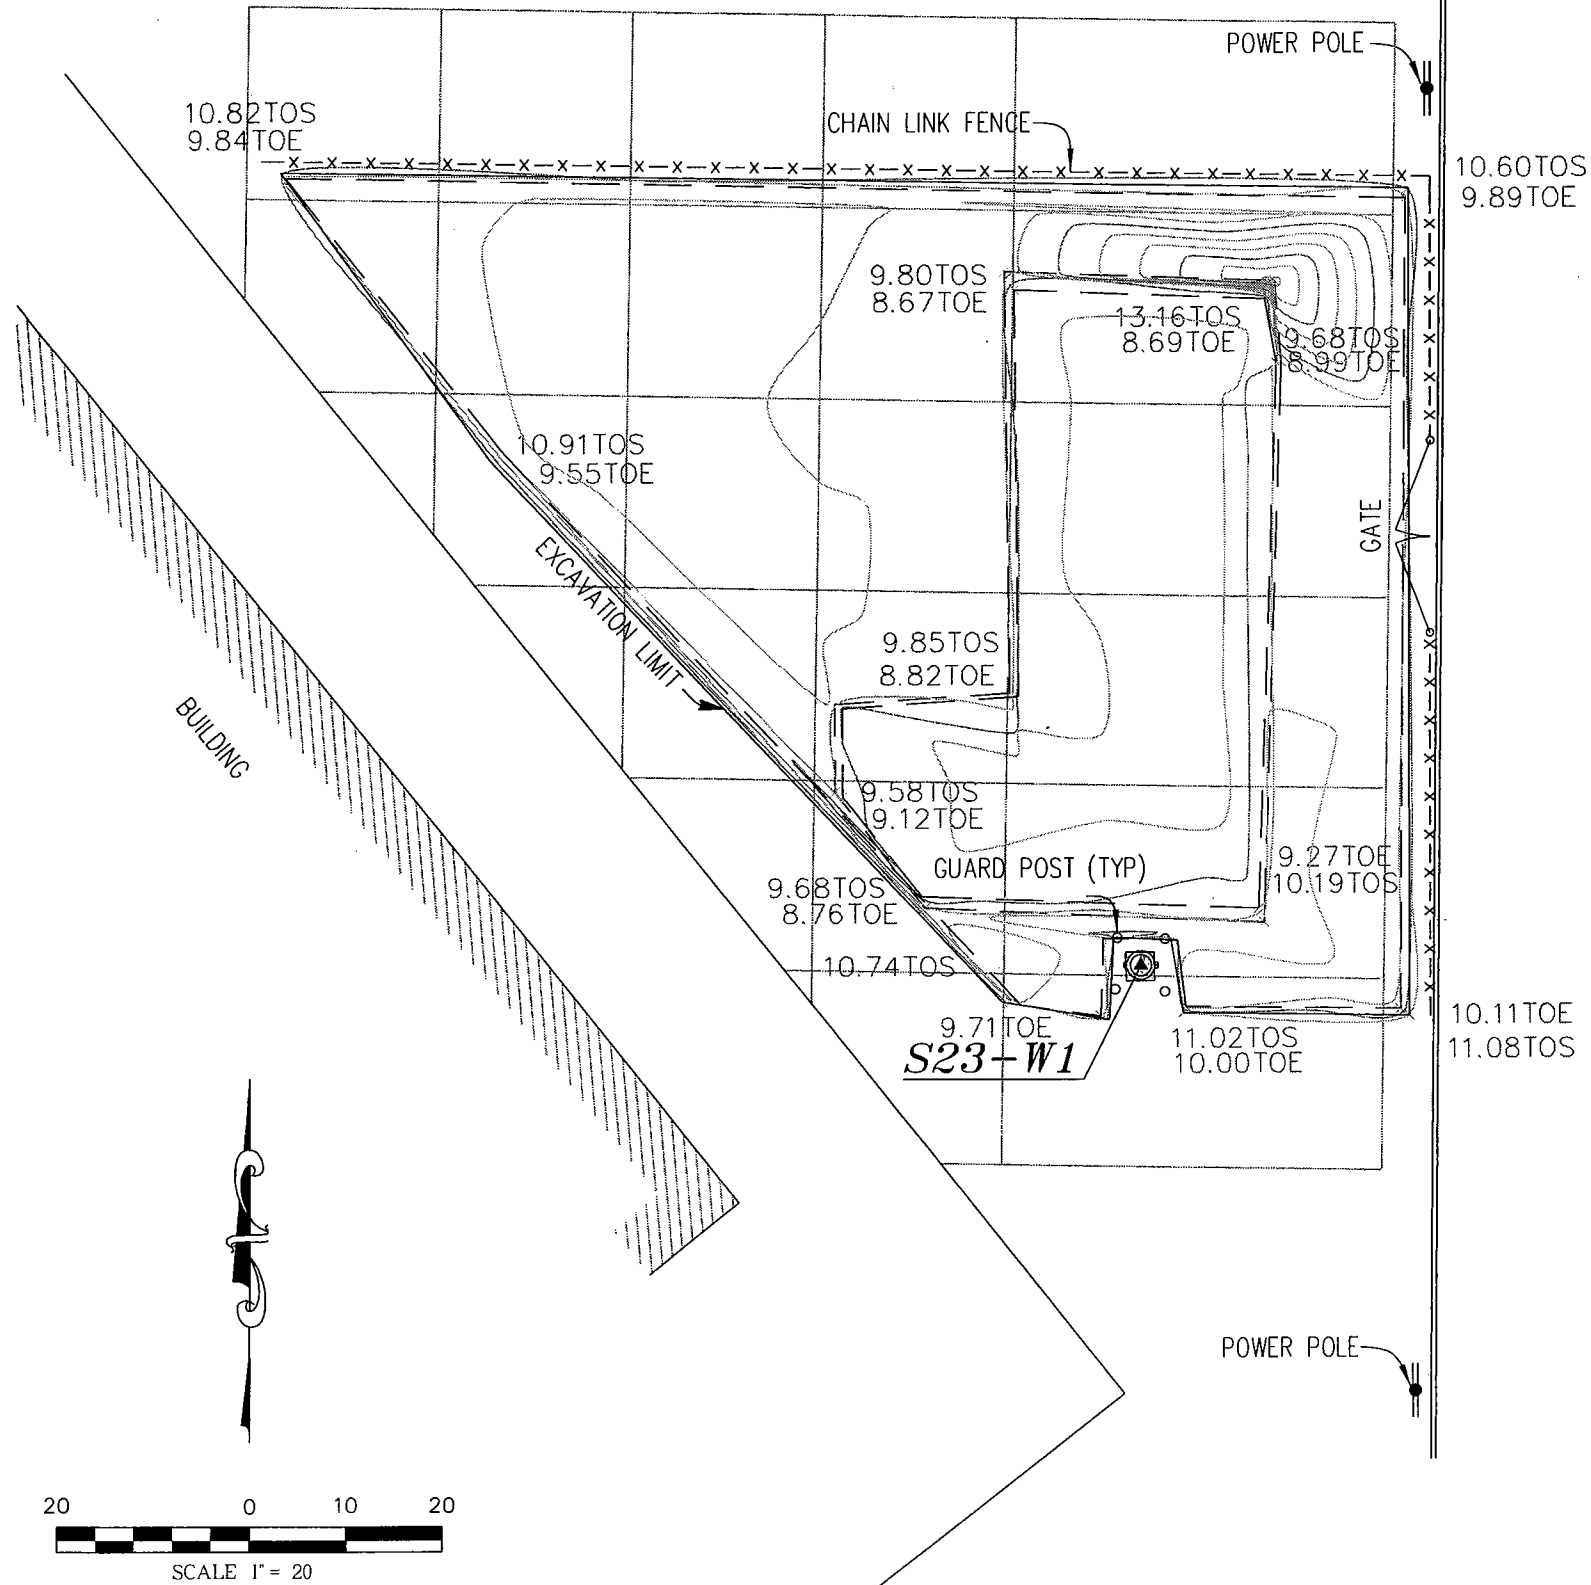 POWER POLE
10.82TOS
9.84TOE
CHAIN LINK FENCE
10.60TOS
9.89TOE
9.80TOS
8.67TOE
13.16TOS
8.69TOE
9.68TOS
8.99TOE
10.91TOS
9.55TOE
GATE
EXCAVATION LIMIT
9.85TOS
8.82TOE
BUILDING
9.58TOS
9.12TOE
GUARD POST (TYP)
9.27TOE
10.19TOS
9.68TOS
8.76TOE
10.74TOS
9.71TOE
S23-W1
11.02TOS
10.00TOE
10.11TOE
11.08TOS
POWER POLE
20 0 10 20
SCALE 1" = 20